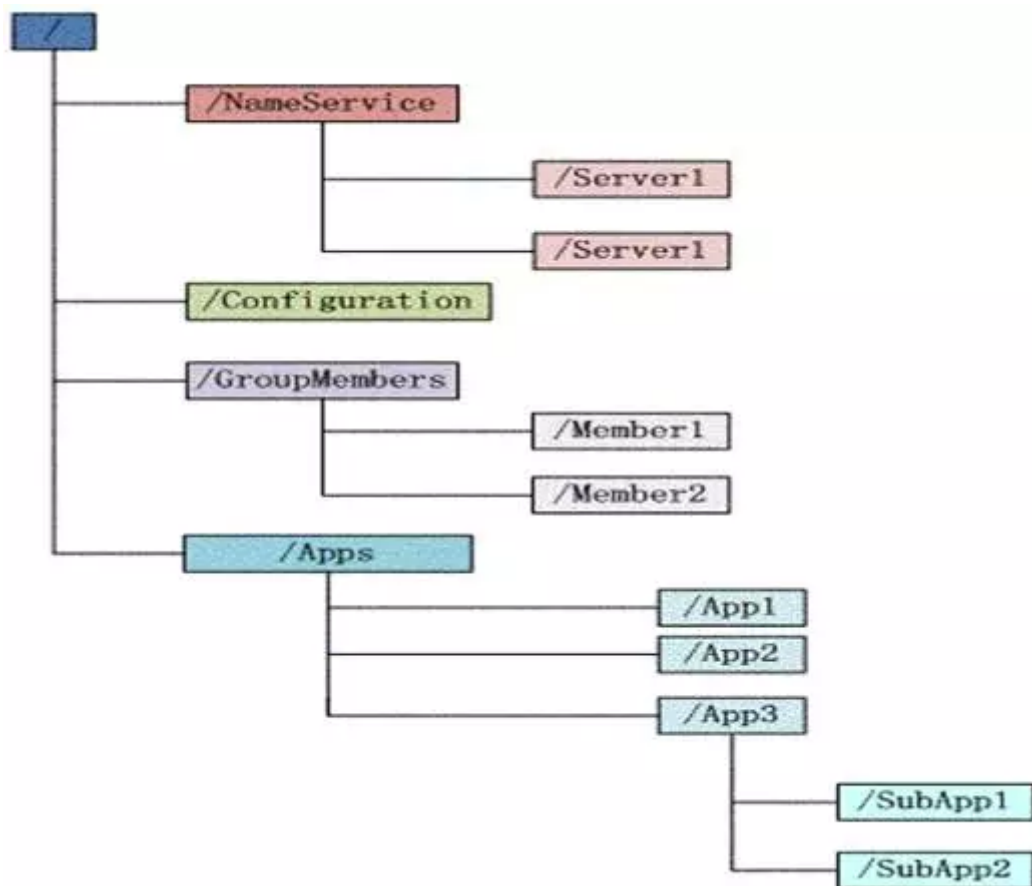 /
/NameService
/Server1
/Server1
/Configuration
/GroupMembers
/Member1
/Member2
/Apps
/App1
/App2
/App3
/SubApp1
/SubApp2